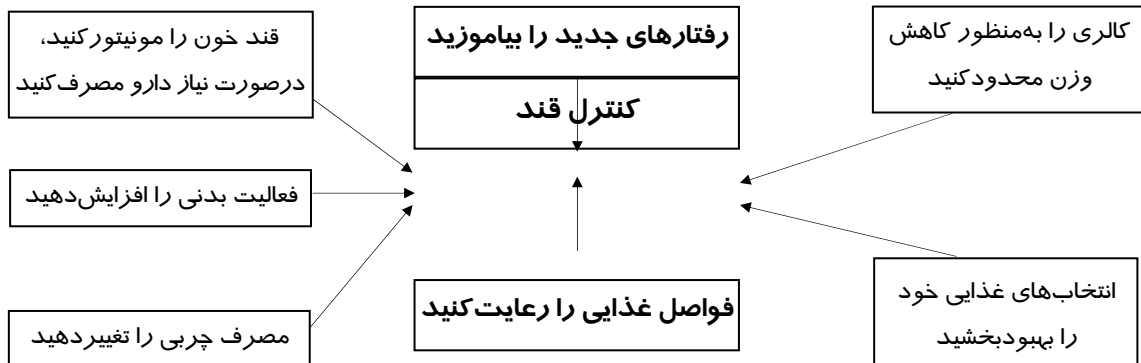 کالری را به‌منظور کاهش
وزن محدودکنید
رفتارهای جدید را بیاموزید
قند خون را مونیتورکنید،
درصورت نیاز دارو مصرف‌کنید
کنترل قند
فعالیت بدنی را افزایش‌دهید
انتخاب‌های غذایی خود
را بهبودبخشید
فواصل غذایی را رعایت‌کنید
مصرف چربی را تغییردهید